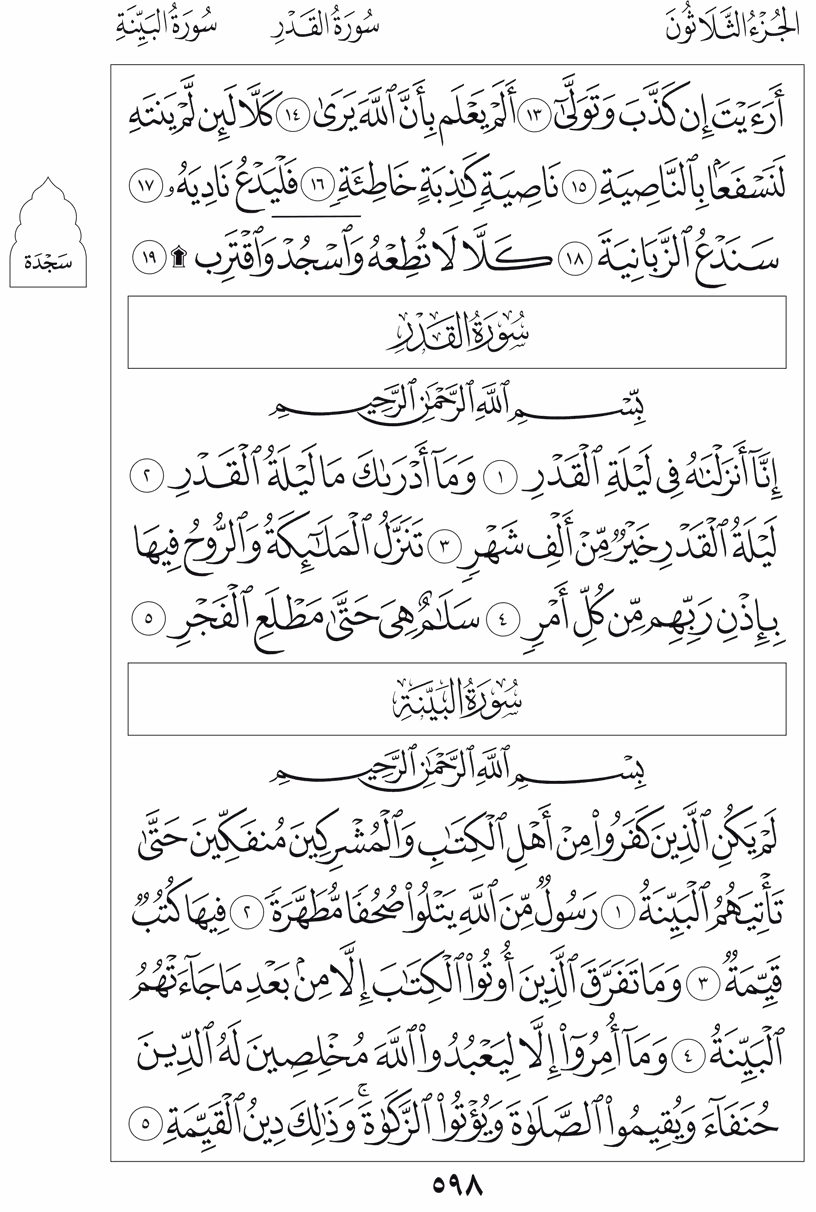 الجُزْءُ الثَّلَاثُونَ سُورَةُ القَدْرِ سُورَةُ البَيِّنَةِ
أَرَءَيْتَ إِن كَذَّبَ وَتَوَلَّىٰٓ ١٣ أَلَمْ يَعْلَم بِأَنَّ ٱللَّهَ يَرَىٰ ١٤ كَلَّا لَئِن لَّمْ يَنتَهِ
لَنَسْفَعَۢا بِٱلنَّاصِيَةِ ١٥ نَاصِيَةٍ كَٰذِبَةٍ خَاطِئَةٍ ١٦ فَلْيَدْعُ نَادِيَهُۥ ١٧
سَنَدْعُ ٱلزَّبَانِيَةَ ١٨ كَلَّا لَا تُطِعْهُ وَٱسْجُدْ وَٱقْتَرِب ۩ ١٩
سَجْدَة
سُورَةُ القَدْرِ
بِّسْمِ ٱللَّهِ ٱلرَّحْمَٰنِ ٱلرَّحِيمِ
إِنَّآ أَنزَلْنَٰهُ فِى لَيْلَةِ ٱلْقَدْرِ ١ وَمَآ أَدْرَىٰكَ مَا لَيْلَةُ ٱلْقَدْرِ ٢
لَيْلَةُ ٱلْقَدْرِ خَيْرٌ مِّنْ أَلْفِ شَهْرٍ ٣ تَنَزَّلُ ٱلْمَلَٰٓئِكَةُ وَٱلرُّوحُ فِيهَا
بِإِذْنِ رَبِّهِم مِّن كُلِّ أَمْرٍ ٤ سَلَٰمٌ هِىَ حَتَّىٰ مَطْلَعِ ٱلْفَجْرِ ٥
سُورَةُ البَيِّنَةِ
بِسْمِ ٱللَّهِ ٱلرَّحْمَٰنِ ٱلرَّحِيمِ
لَمْ يَكُنِ ٱلَّذِينَ كَفَرُوا۟ مِنْ أَهْلِ ٱلْكِتَٰبِ وَٱلْمُشْرِكِينَ مُنفَكِّينَ حَتَّىٰ
تَأْتِيَهُمُ ٱلْبَيِّنَةُ ١ رَسُولٌ مِّنَ ٱللَّهِ يَتْلُوا۟ صُحُفًا مُّطَهَّرَةً ٢ فِيهَا كُتُبٌ
قَيِّمَةٌ ٣ وَمَا تَفَرَّقَ ٱلَّذِينَ أُوتُوا۟ ٱلْكِتَٰبَ إِلَّا مِنۢ بَعْدِ مَا جَآءَتْهُمُ
ٱلْبَيِّنَةُ ٤ وَمَآ أُمِرُوٓا۟ إِلَّا لِيَعْبُدُوا۟ ٱللَّهَ مُخْلِصِينَ لَهُ ٱلدِّينَ
حُنَفَآءَ وَيُقِيمُوا۟ ٱلصَّلَوٰةَ وَيُؤْتُوا۟ ٱلزَّكَوٰةَ ۚ وَذَٰلِكَ دِينُ ٱلْقَيِّمَةِ ٥
٥٩٨